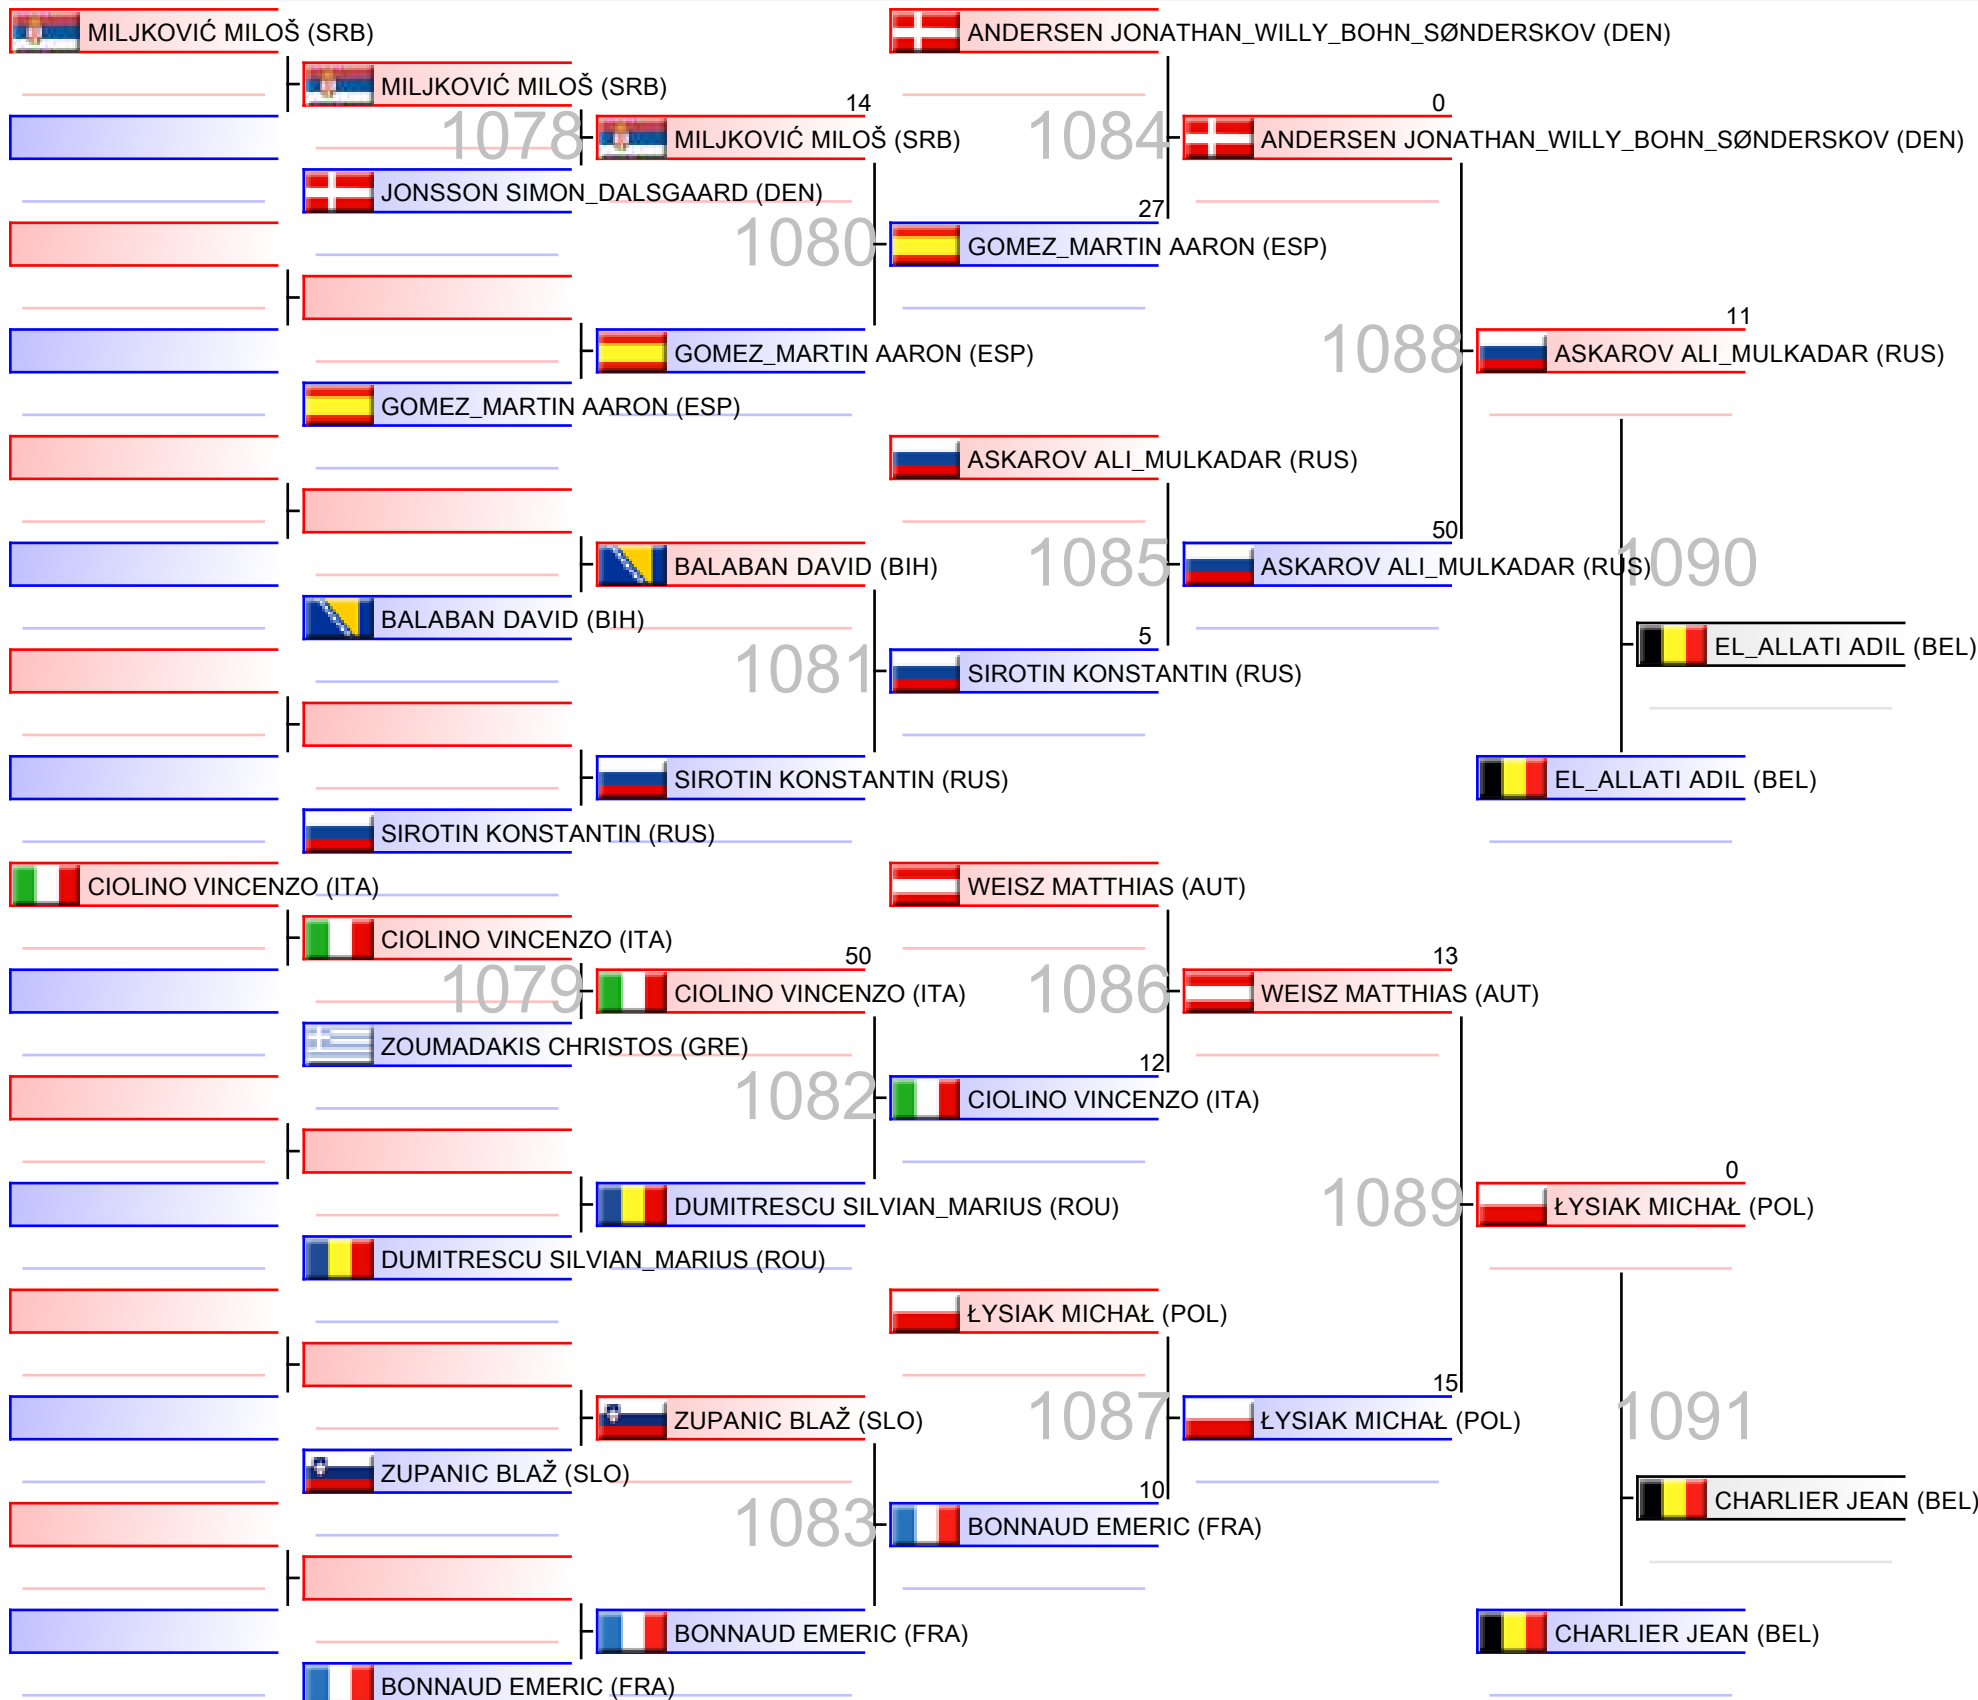 MILJKOVIĆ MILOŠ (SRB)
ANDERSEN JONATHAN_WILLY_BOHN_SØNDERSKOV (DEN)
MILJKOVIĆ MILOŠ (SRB)
14
0
1078
MILJKOVIĆ MILOŠ (SRB)
1084
ANDERSEN JONATHAN_WILLY_BOHN_SØNDERSKOV (DEN)
JONSSON SIMON_DALSGAARD (DEN)
27
1080
GOMEZ_MARTIN AARON (ESP)
11
GOMEZ_MARTIN AARON (ESP)
1088
ASKAROV ALI_MULKADAR (RUS)
GOMEZ_MARTIN AARON (ESP)
ASKAROV ALI_MULKADAR (RUS)
50
BALABAN DAVID (BIH)
1085
ASKAROV ALI_MULKADAR (RUS)
1090
BALABAN DAVID (BIH)
5
EL_ALLATI ADIL (BEL)
1081
SIROTIN KONSTANTIN (RUS)
SIROTIN KONSTANTIN (RUS)
EL_ALLATI ADIL (BEL)
SIROTIN KONSTANTIN (RUS)
CIOLINO VINCENZO (ITA)
WEISZ MATTHIAS (AUT)
CIOLINO VINCENZO (ITA)
50
13
1079
CIOLINO VINCENZO (ITA)
1086
WEISZ MATTHIAS (AUT)
ZOUMADAKIS CHRISTOS (GRE)
12
1082
CIOLINO VINCENZO (ITA)
0
DUMITRESCU SILVIAN_MARIUS (ROU)
1089
ŁYSIAK MICHAŁ (POL)
DUMITRESCU SILVIAN_MARIUS (ROU)
ŁYSIAK MICHAŁ (POL)
15
ZUPANIC BLAŽ (SLO)
1087
ŁYSIAK MICHAŁ (POL)
1091
ZUPANIC BLAŽ (SLO)
10
CHARLIER JEAN (BEL)
1083
BONNAUD EMERIC (FRA)
BONNAUD EMERIC (FRA)
CHARLIER JEAN (BEL)
BONNAUD EMERIC (FRA)